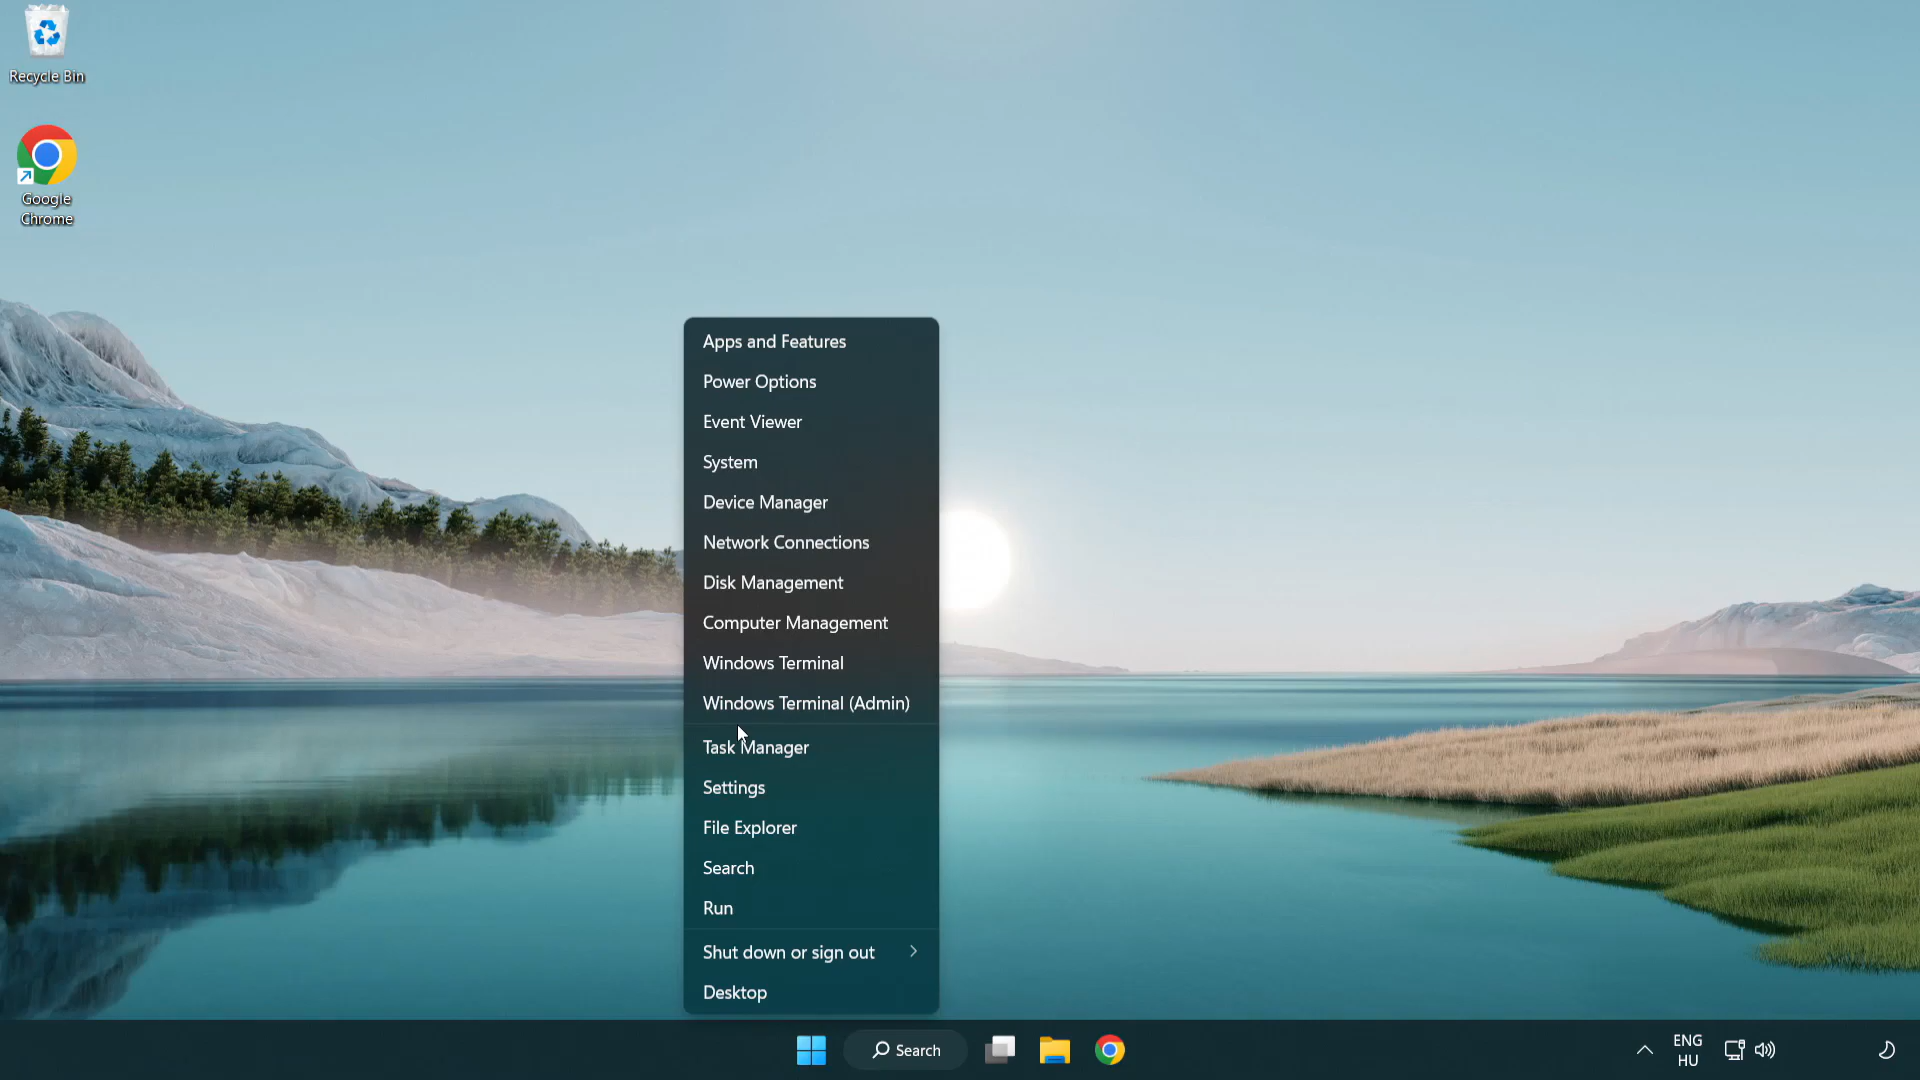 Recycle Bin
Google
Chrome
Apps and Features
Power Options
Event Viewer
System
Device Manager
Network Connections
Disk Management
Computer Management
Windows Terminal
Windows Terminal (Admin)
Task Manager
Settings
File Explorer
Search
Run
Shut down or sign out
Desktop
Search
ENG
HU